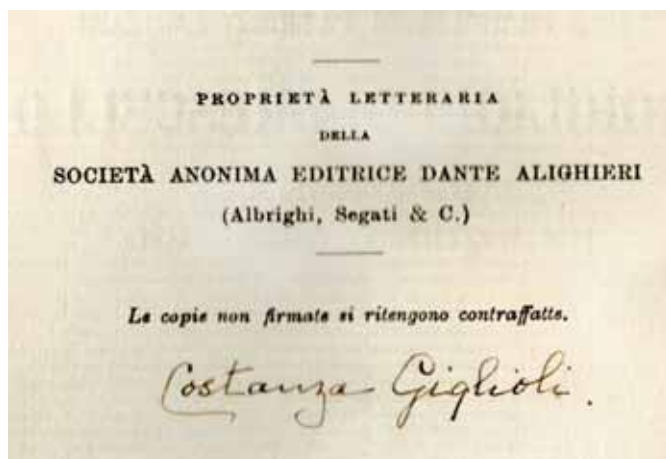 PROPRIETÀ LETTERARIA
DELLA
SOCIETÀ ANONIMA EDITRICE DANTE ALIGHIERI
(Albrighi, Segati & C.)
Le copie non firmate si ritengono contraffatte.
Costanza Giglioli.